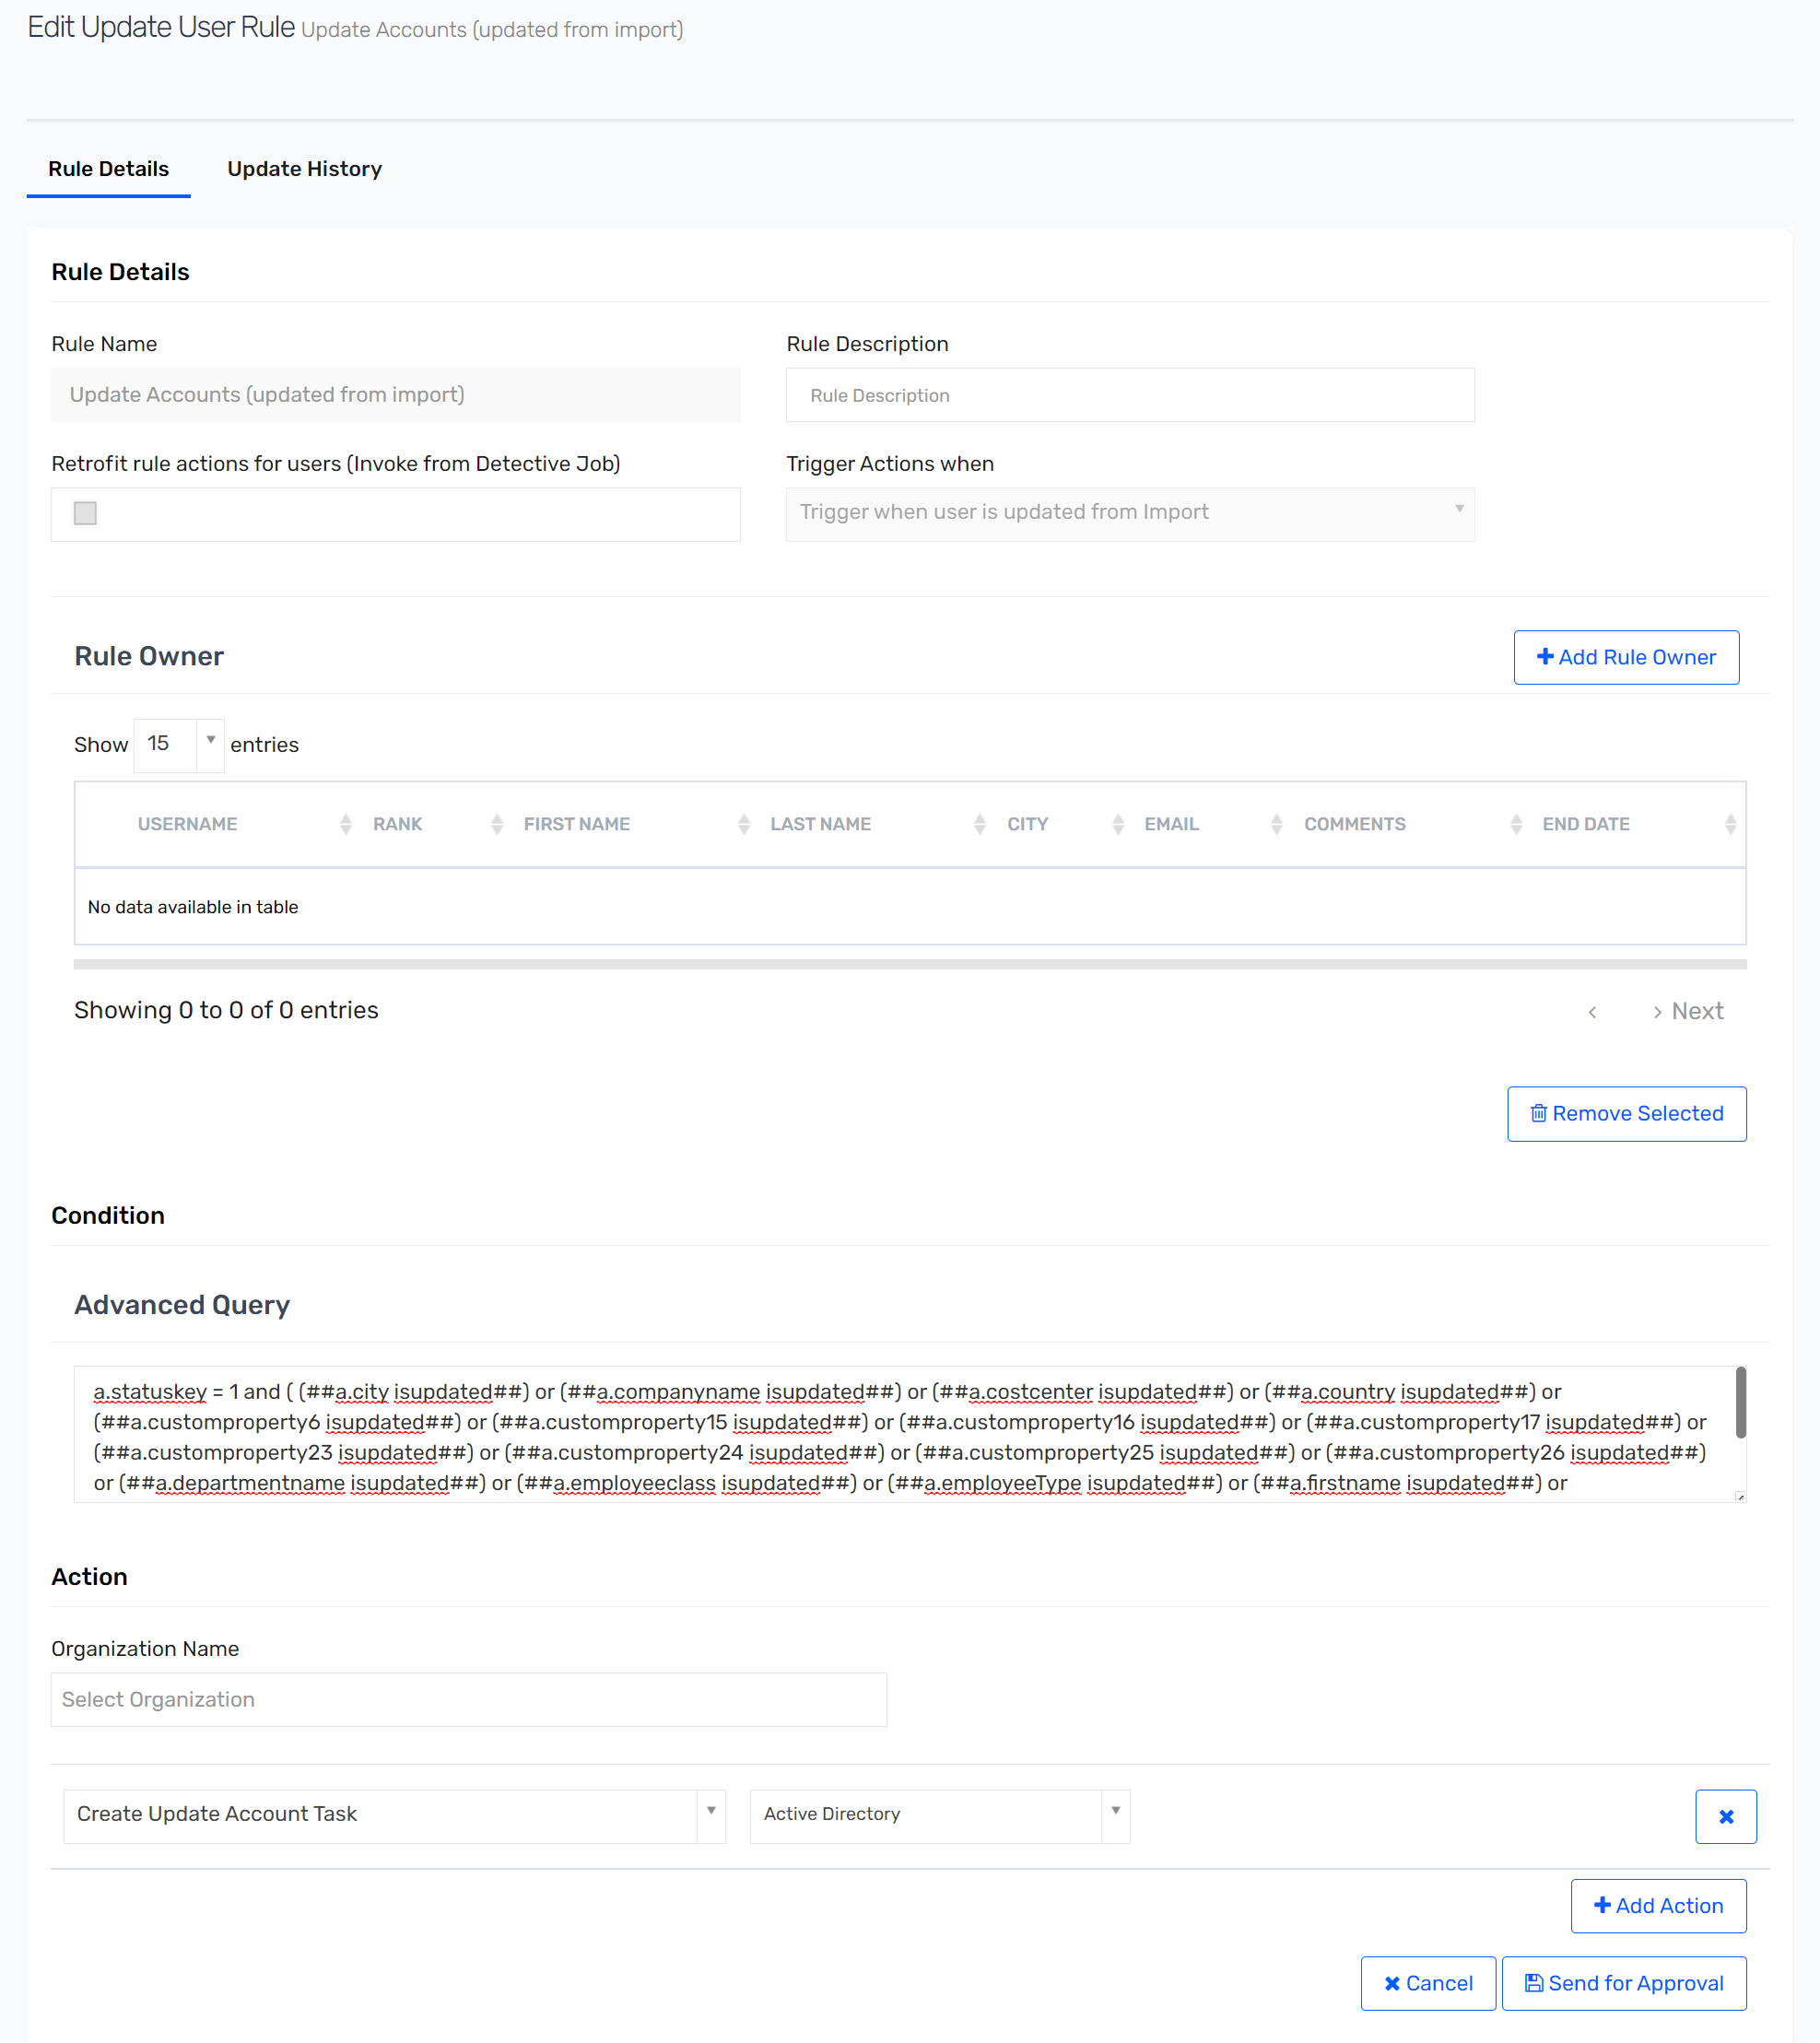 Edit Update User Rule Update Accounts (updated from import)
Rule Details
Update History
Rule Details
Rule Name
Rule Description
Update Accounts (updated from import)
Rule Description
Retrofit rule actions for users (Invoke from Detective Job)
Trigger Actions when
Trigger when user is updated from Import
Rule Owner
Add Rule Owner
Show 15 entries
USERNAME RANK FIRST NAME LAST NAME CITY EMAIL COMMENTS END DATE
No data available in table
Showing 0 to 0 of 0 entries
Next
Remove Selected
Condition
Advanced Query
a.statuskey = 1 and ( (##a.city isupdated##) or (##a.companyname isupdated##) or (##a.costcenter isupdated##) or (##a.country isupdated##) or
(##a.customproperty6 isupdated##) or (##a.customproperty15 isupdated##) or (##a.customproperty16 isupdated##) or (##a.customproperty17 isupdated##) or
(##a.customproperty23 isupdated##) or (##a.customproperty24 isupdated##) or (##a.customproperty25 isupdated##) or (##a.customproperty26 isupdated##)
or (##a.departmentname isupdated##) or (##a.employeeclass isupdated##) or (##a.employeeType isupdated##) or (##a.firstname isupdated##) or
Action
Organization Name
Select Organization
Create Update Account Task
Active Directory
Add Action
Cancel
Send for Approval